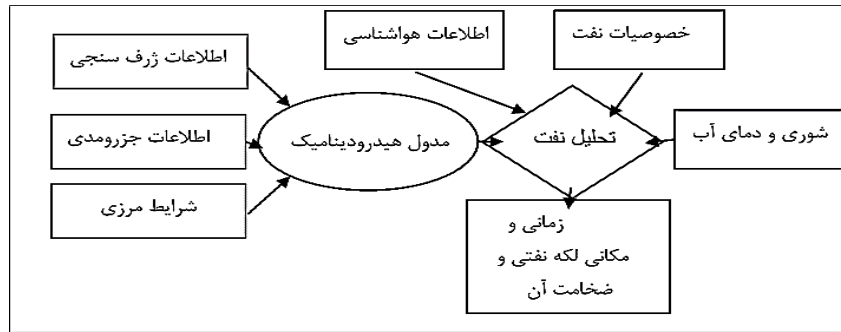 خصوصیات نفت
اطلاعات هواشناسی
اطلاعات ژرف سنجی
شوری و دمای آب
تحلیل نفت
مدول هیدرودینامیک
اطلاعات جزرومدی
شرایط مرزی
زمانی و
مکانی لکه نفتی و
ضخامت آن